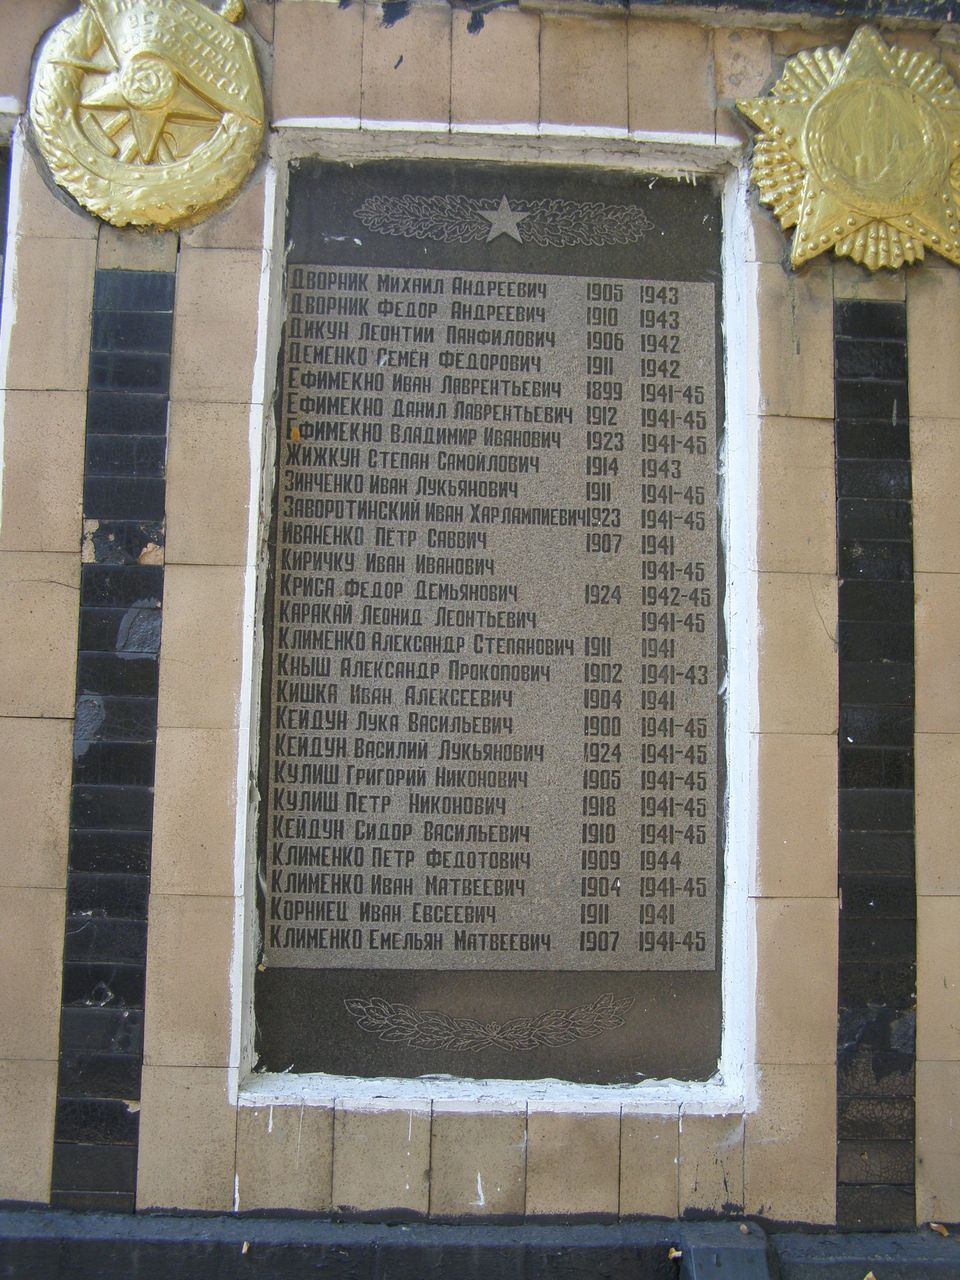 Дворник Михаил Андреевич 1905 1943
Дворник Федор Андреевич 1910 1943
Дикун Леонтий Панфилович 1906 1942
Деменко Семён Федорович 1911 1942
Ефименко Иван Лаврентьевич 1899 1941-45
Ефименко Данил Лаврентьевич 1912 1941-45
Ефименко Владимир Иванович 1923 1941-45
Жижкун Степан Самойлович 1914 1943
Зинченко Иван Лукьянович 1911 1941-45
Заворотинский Иван Харлампиевич 1923 1941-45
Иваненко Петр Саввич 1907 1941
Киричку Иван Иванович 1941-45
Криса Федор Демьянович 1924 1942-45
Каракай Леонид Леонтьевич 1941-45
Клименко Александр Степанович 1911 1941
Кныш Александр Прокопович 1902 1941-43
Кишка Иван Алексеевич 1904 1941
Кейдун Лука Васильевич 1900 1941-45
Кейдун Василий Лукьянович 1924 1941-45
Кулиш Григорий Никонович 1905 1941-45
Кулиш Петр Никонович 1918 1941-45
Кейдун Сидор Васильевич 1910 1941-45
Клименко Петр Федотович 1909 1944
Клименко Иван Матвеевич 1904 1941-45
Корниец Иван Евсеевич 1911 1941
Клименко Емельян Матвеевич 1907 1941-45